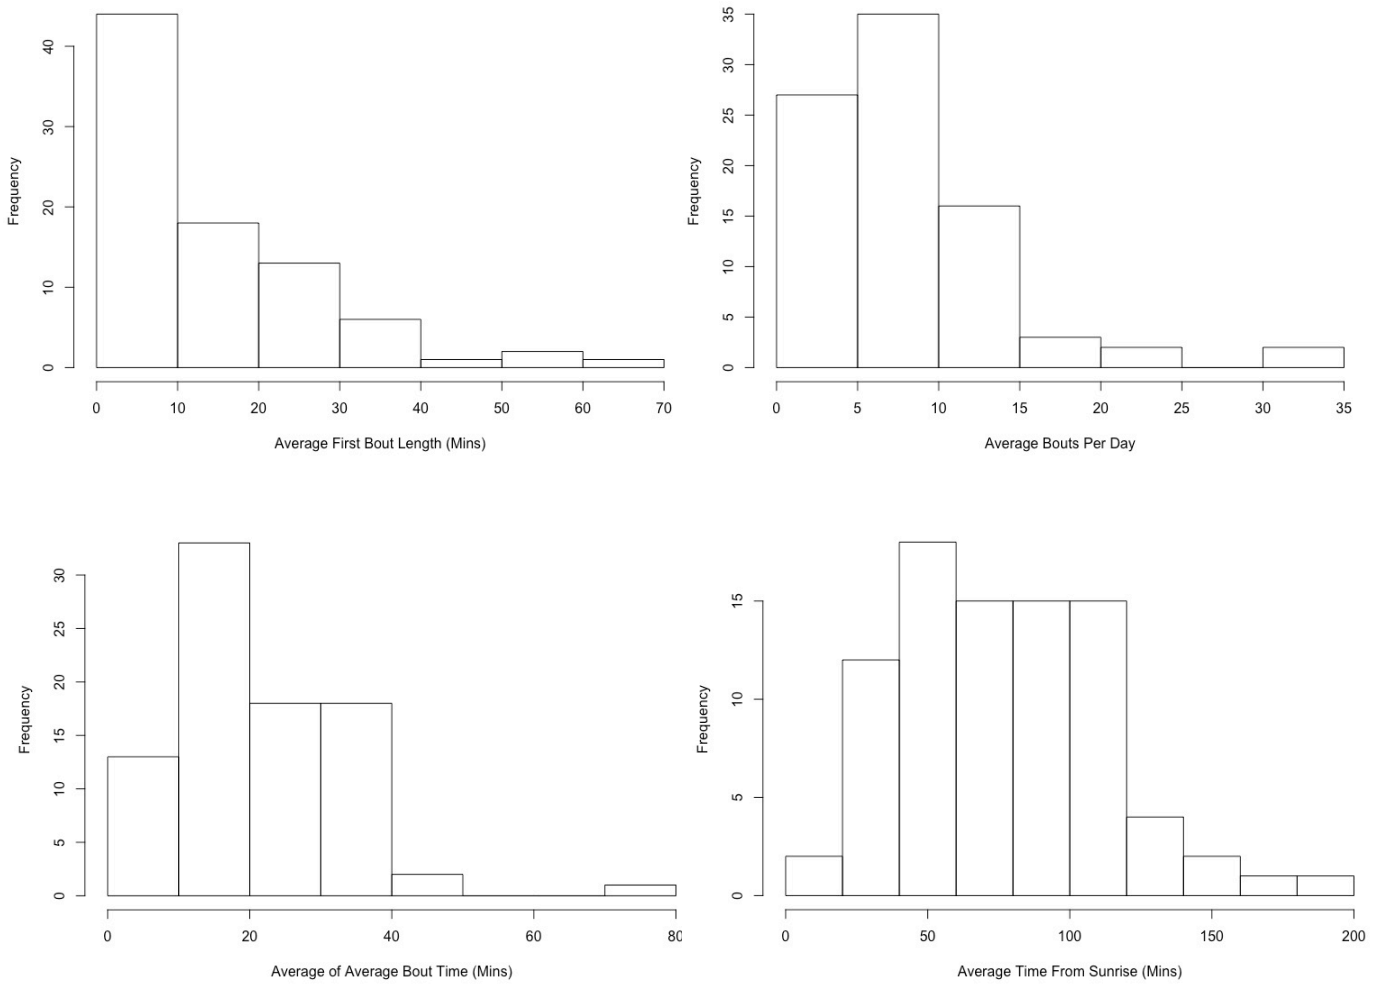 Frequency
0 10 20 30 40
0 10 20 30 40 50 60 70
Average First Bout Length (Mins)
Frequency
0 5 10 15 20 25 30 35
0 5 10 15 20 25 30 35
Average Bouts Per Day
Frequency
0 5 10 15 20 25 30
0 20 40 60 80
Average of Average Bout Time (Mins)
Frequency
0 5 10 15
0 50 100 150 200
Average Time From Sunrise (Mins)